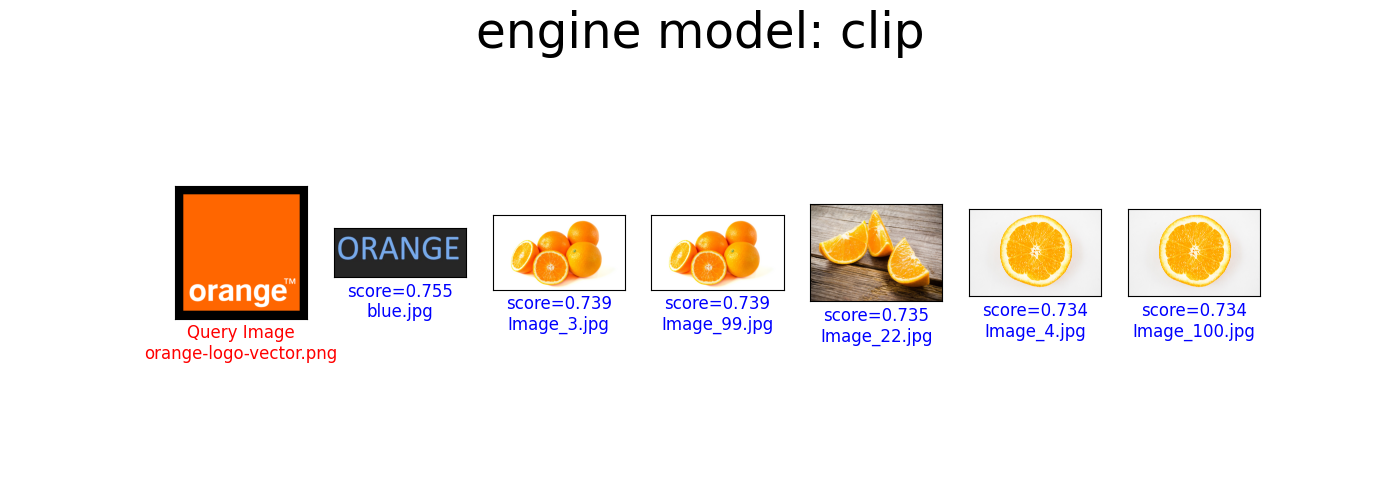 engine model: clip
orange™
Query Image
orange-logo-vector.png
ORANGE
score=0.755
blue.jpg
score=0.739
Image_3.jpg
score=0.739
Image_99.jpg
score=0.735
Image_22.jpg
score=0.734
Image_4.jpg
score=0.734
Image_100.jpg